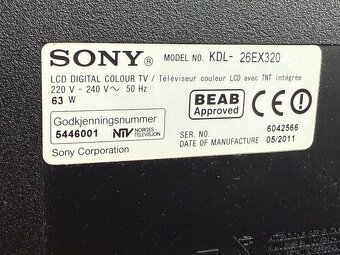 SONY® MODEL NO. KDL- 26EX320
LCD DIGITAL COLOUR TV / Téléviseur couleur LCD avec TNT intégrée
220 V - 240 V ~ 50 Hz
63 W
BEAB Approved CE
Godkjenningsnummer
5446001 NTV NORGES TELEVISJON
Sony Corporation
SER. NO. 6042566
DATE OF MANUFACTURE 05/2011